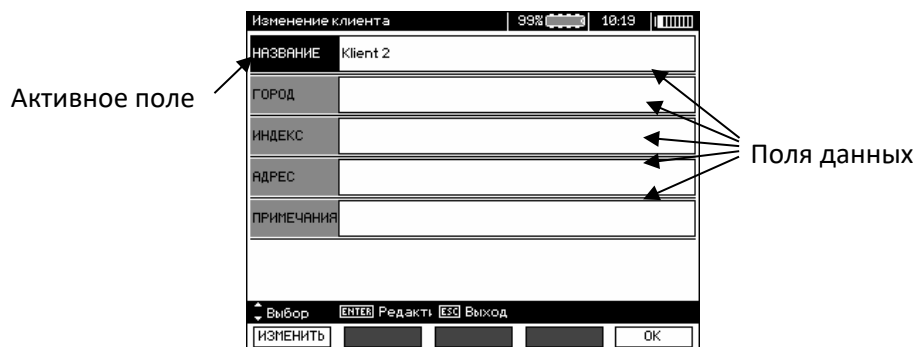 Изменение клиента 99% 10:19
НАЗВАНИЕ Klient 2
Активное поле
ГОРОД
ИНДЕКС
Поля данных
АДРЕС
ПРИМЕЧАНИЯ
Выбор ENTER Редакти ESC Выход
ИЗМЕНИТЬ OK